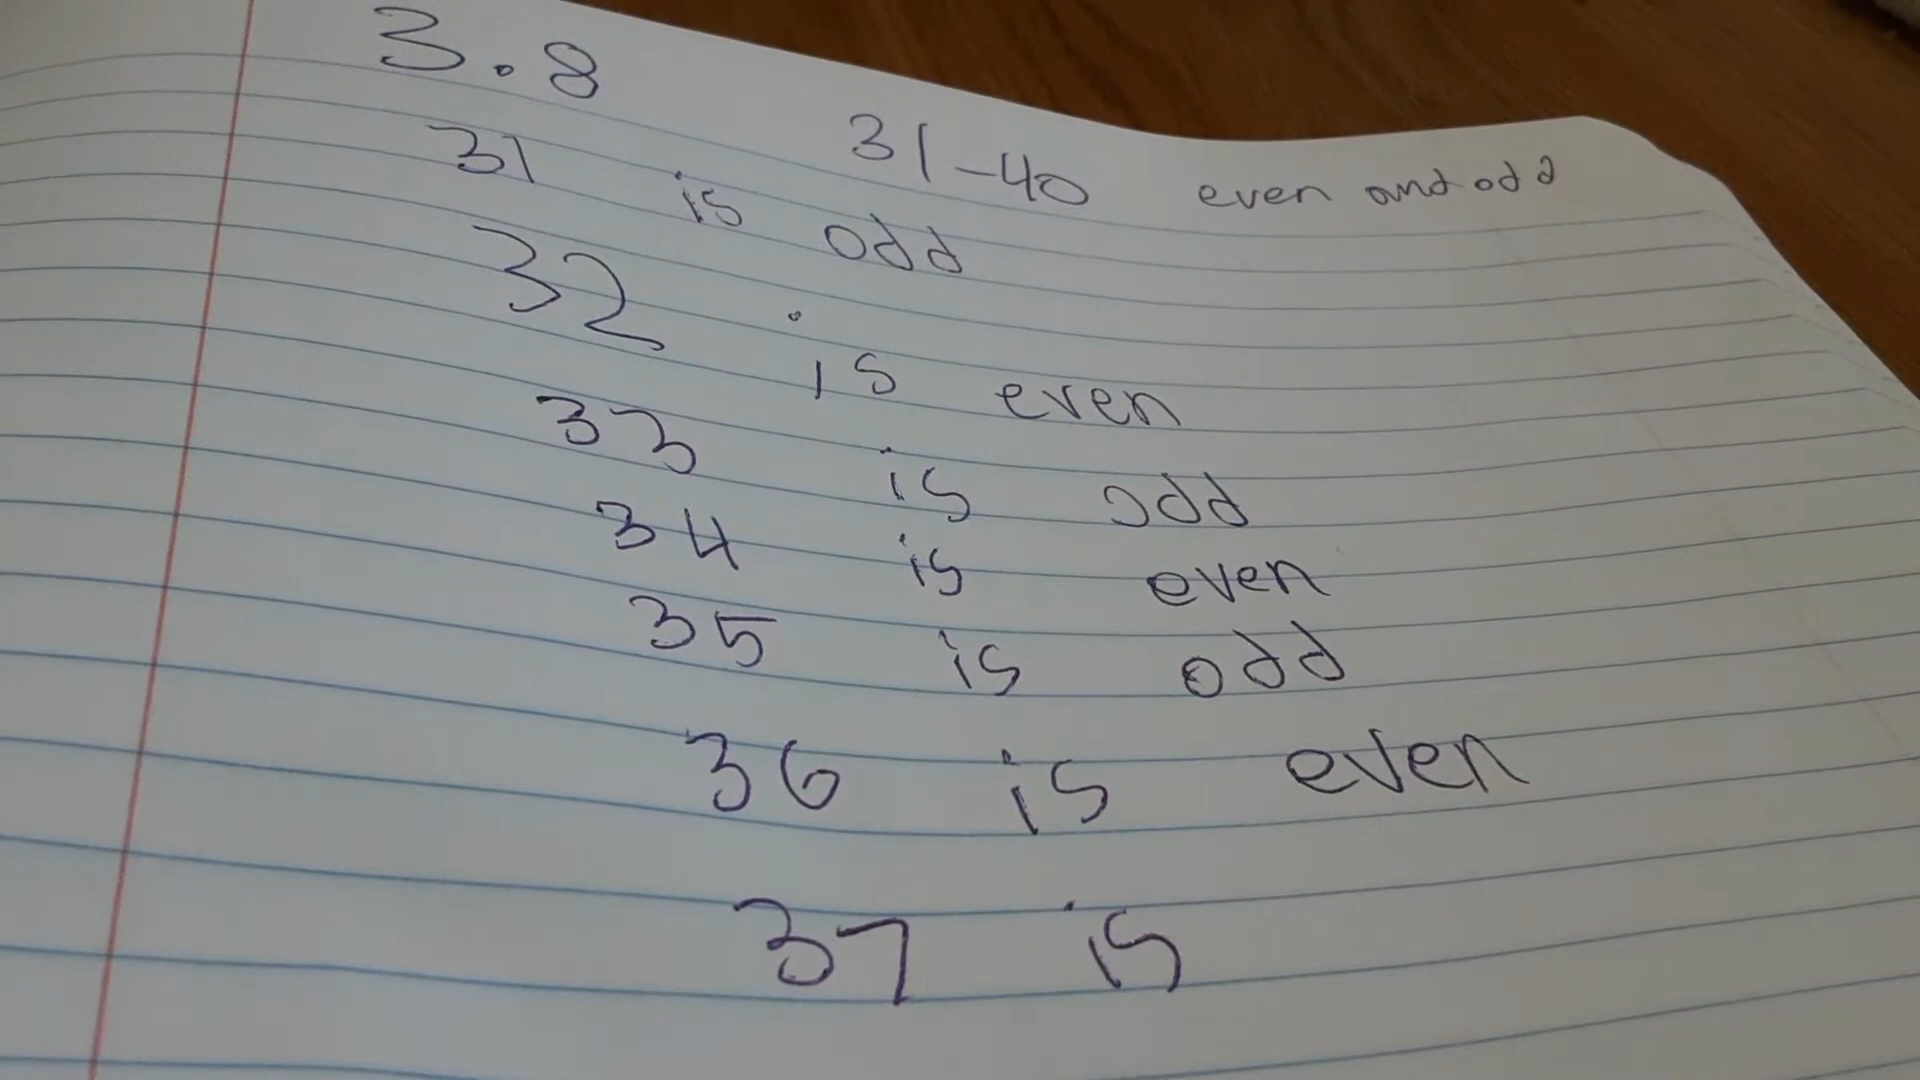 3.8
31-40 even and odd
31 is odd
32 is even
33 is odd
34 is even
35 is odd
36 is even
37 is